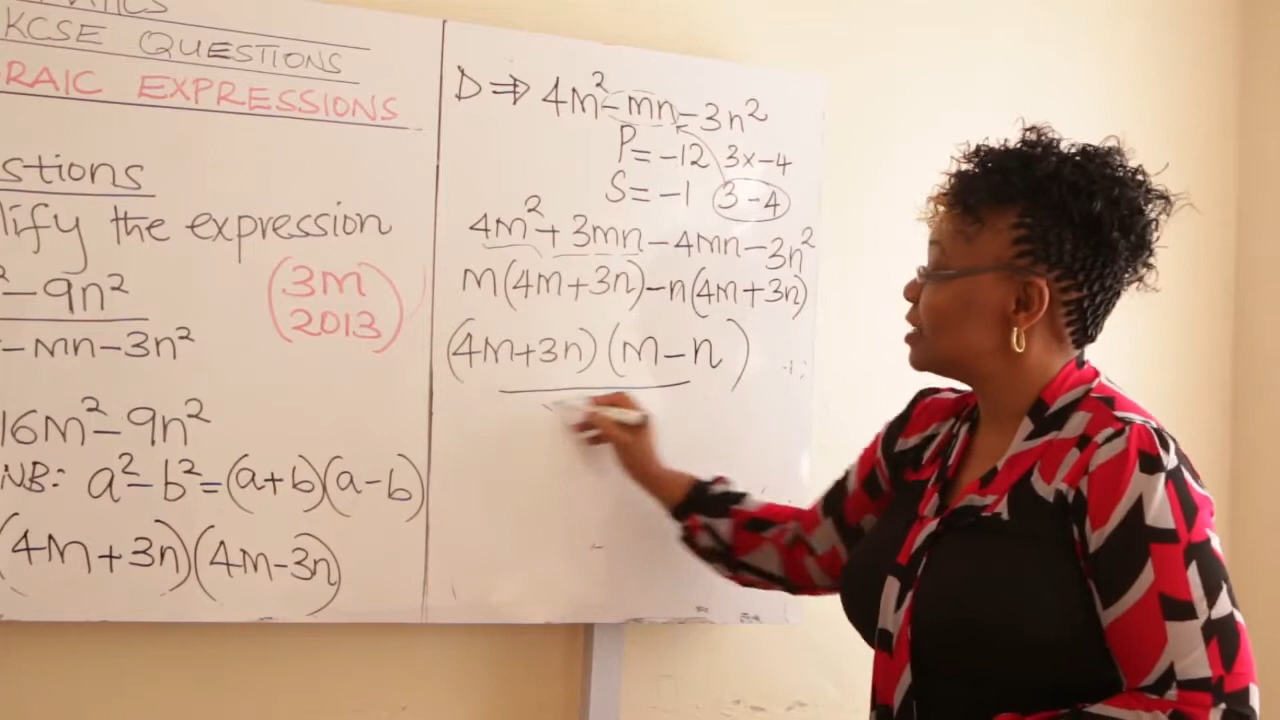 KCSE QUESTIONS
RAIC EXPRESSIONS
stions
lify the expression
²-9n²
-mn-3n²
(3M
2013)
16m²-9n²
NB: a²-b²=(a+b)(a-b)
(4m+3n)(4m-3n)
D ⇒ 4m²-mn-3n²
P=-12 3x-4
S=-1 3-4
4m²+3mn-4mn-3n²
m(4m+3n)-n(4m+3n)
(4m+3n)(m-n)